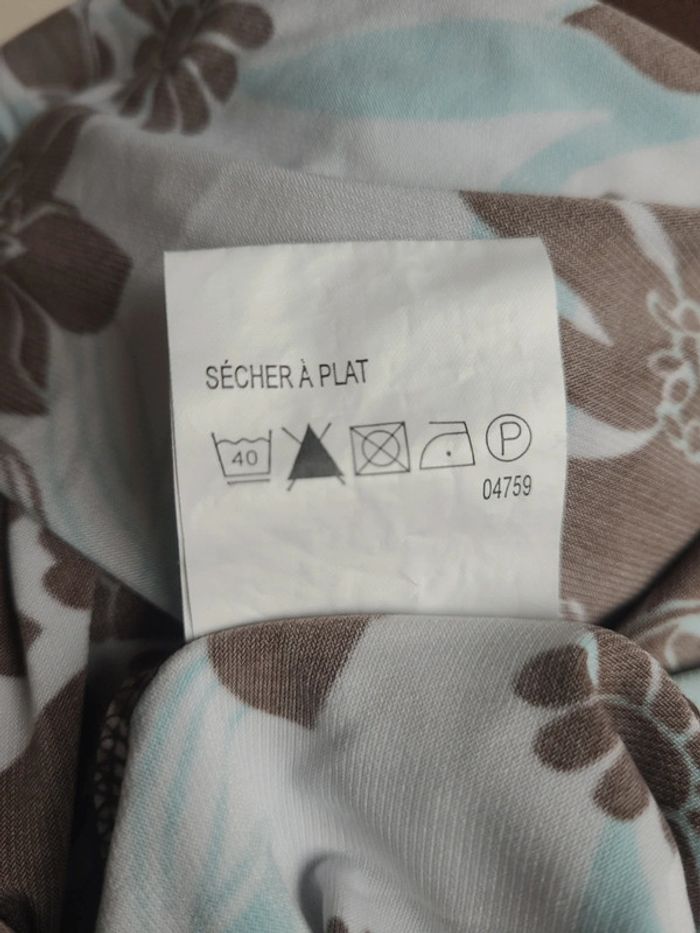 SÉCHER À PLAT
40 P
04759